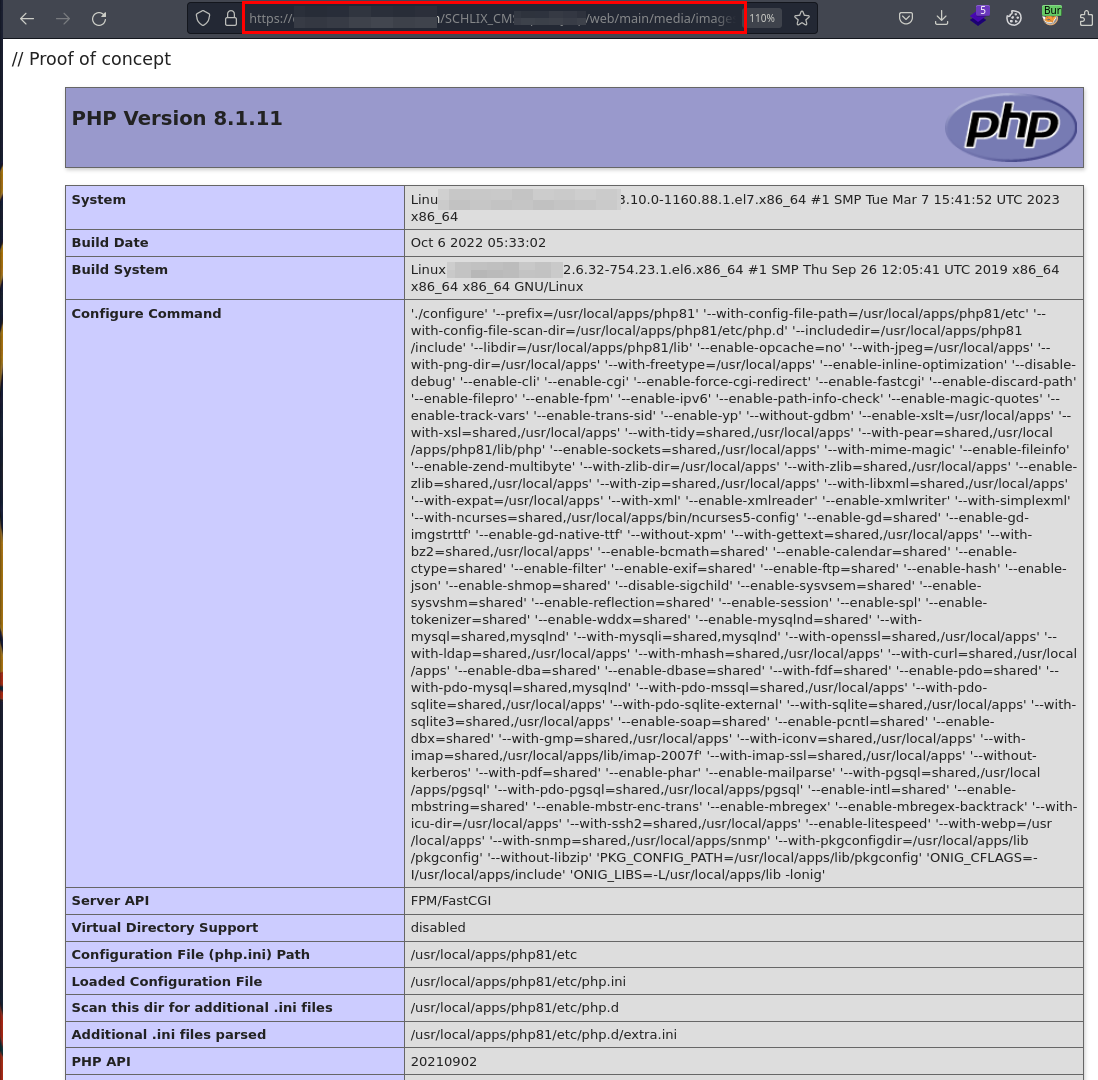 https://
/SCHLIX_CM
/web/main/media/image
110%
5
Bur
// Proof of concept
PHP Version 8.1.11
php
System
Linu 3.10.0-1160.88.1.el7.x86_64 #1 SMP Tue Mar 7 15:41:52 UTC 2023
x86_64
Build Date
Oct 6 2022 05:33:02
Build System
Linux 2.6.32-754.23.1.el6.x86_64 #1 SMP Thu Sep 26 12:05:41 UTC 2019 x86_64
x86_64 x86_64 GNU/Linux
Configure Command
'./configure' '--prefix=/usr/local/apps/php81' '--with-config-file-path=/usr/local/apps/php81/etc' '--
with-config-file-scan-dir=/usr/local/apps/php81/etc/php.d' '--includedir=/usr/local/apps/php81
/include' '--libdir=/usr/local/apps/php81/lib' '--enable-opcache=no' '--with-jpeg=/usr/local/apps' '--
with-png-dir=/usr/local/apps' '--with-freetype=/usr/local/apps' '--enable-inline-optimization' '--disable-
debug' '--enable-cli' '--enable-cgi' '--enable-force-cgi-redirect' '--enable-fastcgi' '--enable-discard-path'
'--enable-filepro' '--enable-fpm' '--enable-ipv6' '--enable-path-info-check' '--enable-magic-quotes' '--
enable-track-vars' '--enable-trans-sid' '--enable-yp' '--without-gdbm' '--enable-xslt=/usr/local/apps' '--
with-xsl=shared,/usr/local/apps' '--with-tidy=shared,/usr/local/apps' '--with-pear=shared,/usr/local
/apps/php81/lib/php' '--enable-sockets=shared,/usr/local/apps' '--with-mime-magic' '--enable-fileinfo'
'--enable-zend-multibyte' '--with-zlib-dir=/usr/local/apps' '--with-zlib=shared,/usr/local/apps' '--enable-
zlib=shared,/usr/local/apps' '--with-zip=shared,/usr/local/apps' '--with-libxml=shared,/usr/local/apps'
'--with-expat=/usr/local/apps' '--with-xml' '--enable-xmlreader' '--enable-xmlwriter' '--with-simplexml'
'--with-ncurses=shared,/usr/local/apps/bin/ncurses5-config' '--enable-gd=shared' '--enable-gd-
imgstrttf' '--enable-gd-native-ttf' '--without-xpm' '--with-gettext=shared,/usr/local/apps' '--with-
bz2=shared,/usr/local/apps' '--enable-bcmath=shared' '--enable-calendar=shared' '--enable-
ctype=shared' '--enable-filter' '--enable-exif=shared' '--enable-ftp=shared' '--enable-hash' '--enable-
json' '--enable-shmop=shared' '--disable-sigchild' '--enable-sysvsem=shared' '--enable-
sysvshm=shared' '--enable-reflection=shared' '--enable-session' '--enable-spl' '--enable-
tokenizer=shared' '--enable-wddx=shared' '--enable-mysqlnd=shared' '--with-
mysql=shared,mysqlnd' '--with-mysqli=shared,mysqlnd' '--with-openssl=shared,/usr/local/apps' '--
with-ldap=shared,/usr/local/apps' '--with-mhash=shared,/usr/local/apps' '--with-curl=shared,/usr/local
/apps' '--enable-dba=shared' '--enable-dbase=shared' '--with-fdf=shared' '--enable-pdo=shared' '--
with-pdo-mysql=shared,mysqlnd' '--with-pdo-mssql=shared,/usr/local/apps' '--with-pdo-
sqlite=shared,/usr/local/apps' '--with-pdo-sqlite-external' '--with-sqlite=shared,/usr/local/apps' '--with-
sqlite3=shared,/usr/local/apps' '--enable-soap=shared' '--enable-pcntl=shared' '--enable-
dbx=shared' '--with-gmp=shared,/usr/local/apps' '--with-iconv=shared,/usr/local/apps' '--with-
imap=shared,/usr/local/apps/lib/imap-2007f' '--with-imap-ssl=shared,/usr/local/apps' '--without-
kerberos' '--with-pdf=shared' '--enable-phar' '--enable-mailparse' '--with-pgsql=shared,/usr/local
/apps/pgsql' '--with-pdo-pgsql=shared,/usr/local/apps/pgsql' '--enable-intl=shared' '--enable-
mbstring=shared' '--enable-mbstr-enc-trans' '--enable-mbregex' '--enable-mbregex-backtrack' '--with-
icu-dir=/usr/local/apps' '--with-ssh2=shared,/usr/local/apps' '--enable-litespeed' '--with-webp=/usr
/local/apps' '--with-snmp=shared,/usr/local/apps/snmp' '--with-pkgconfigdir=/usr/local/apps/lib
/pkgconfig' '--without-libzip' 'PKG_CONFIG_PATH=/usr/local/apps/lib/pkgconfig' 'ONIG_CFLAGS=-
I/usr/local/apps/include' 'ONIG_LIBS=-L/usr/local/apps/lib -lonig'
Server API
FPM/FastCGI
Virtual Directory Support
disabled
Configuration File (php.ini) Path
/usr/local/apps/php81/etc
Loaded Configuration File
/usr/local/apps/php81/etc/php.ini
Scan this dir for additional .ini files
/usr/local/apps/php81/etc/php.d
Additional .ini files parsed
/usr/local/apps/php81/etc/php.d/extra.ini
PHP API
20210902